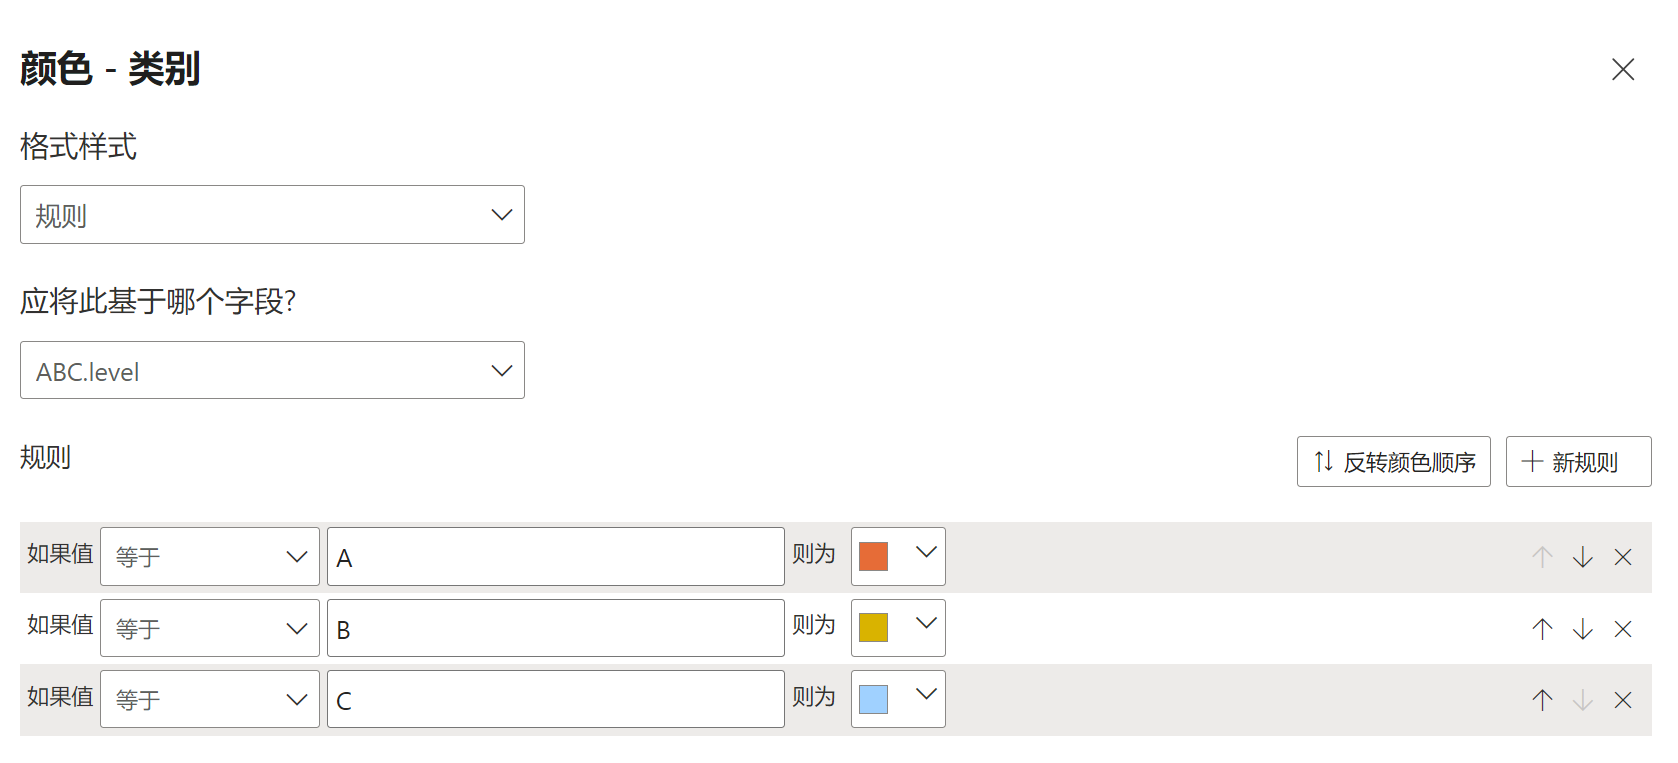 颜色 - 类别
格式样式
规则
应将此基于哪个字段?
ABC.level
规则
反转颜色顺序
新规则
如果值 等于 A 则为
如果值 等于 B 则为
如果值 等于 C 则为